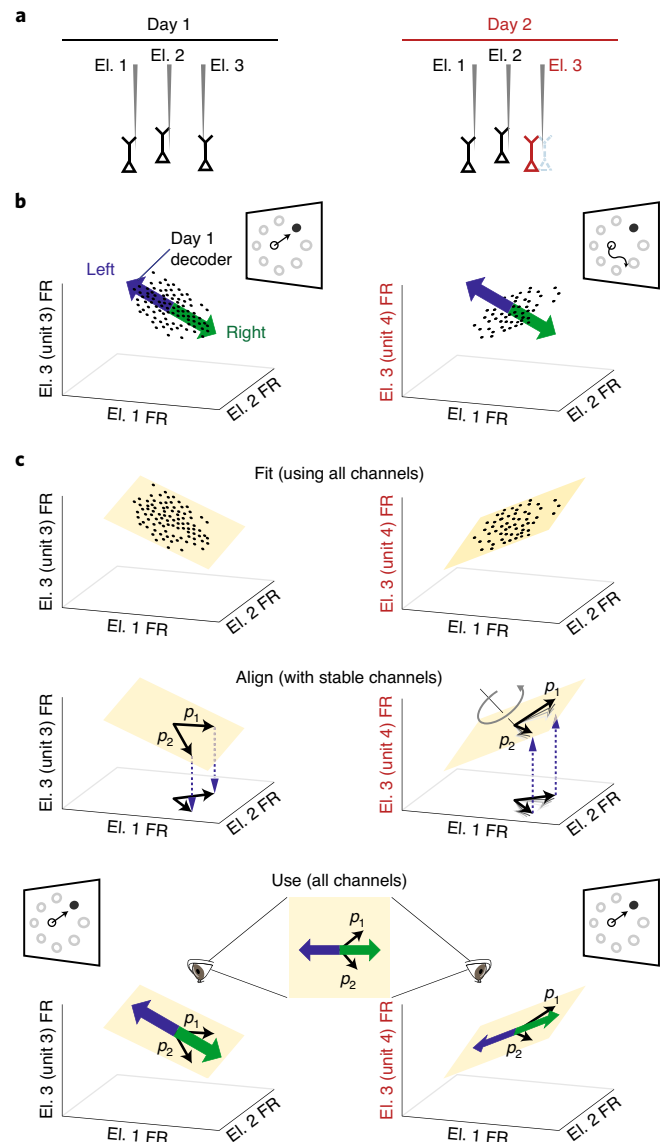 a
Day 1
Day 2
El. 1
El. 2
El. 3
El. 1
El. 2
El. 3
b
Day 1
decoder
Left
Right
El. 3 (unit 3) FR
El. 1 FR
El. 2 FR
El. 3 (unit 4) FR
El. 1 FR
El. 2 FR
c
Fit (using all channels)
El. 3 (unit 3) FR
El. 1 FR
El. 2 FR
El. 3 (unit 4) FR
El. 1 FR
El. 2 FR
Align (with stable channels)
p1
p2
El. 3 (unit 3) FR
El. 1 FR
El. 2 FR
p1
p2
El. 3 (unit 4) FR
El. 1 FR
El. 2 FR
Use (all channels)
p1
p2
p1
p2
El. 3 (unit 3) FR
El. 1 FR
El. 2 FR
p1
p2
El. 3 (unit 4) FR
El. 1 FR
El. 2 FR